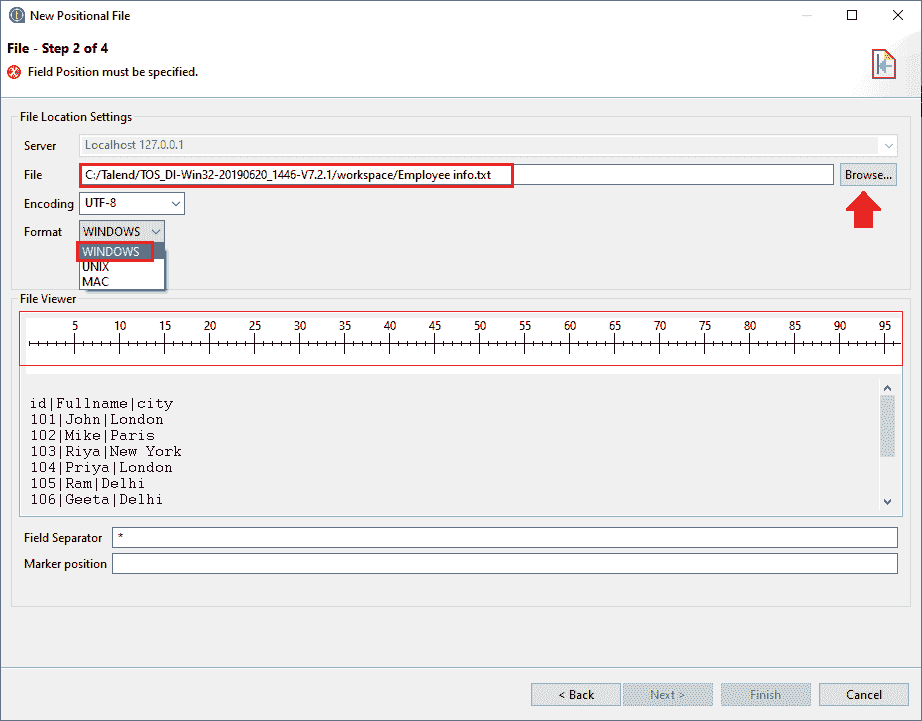 New Positional File
File - Step 2 of 4
Field Position must be specified.
File Location Settings
Server Localhost 127.0.0.1
File C:/Talend/TOS_DI-Win32-20190620_1446-V7.2.1/workspace/Employee info.txt Browse...
Encoding UTF-8
Format WINDOWS
WINDOWS
UNIX
MAC
File Viewer
5 10 15 20 25 30 35 40 45 50 55 60 65 70 75 80 85 90 95
id|Fullname|city
101|John|London
102|Mike|Paris
103|Riya|New York
104|Priya|London
105|Ram|Delhi
106|Geeta|Delhi
Field Separator *
Marker position
< Back Next > Finish Cancel